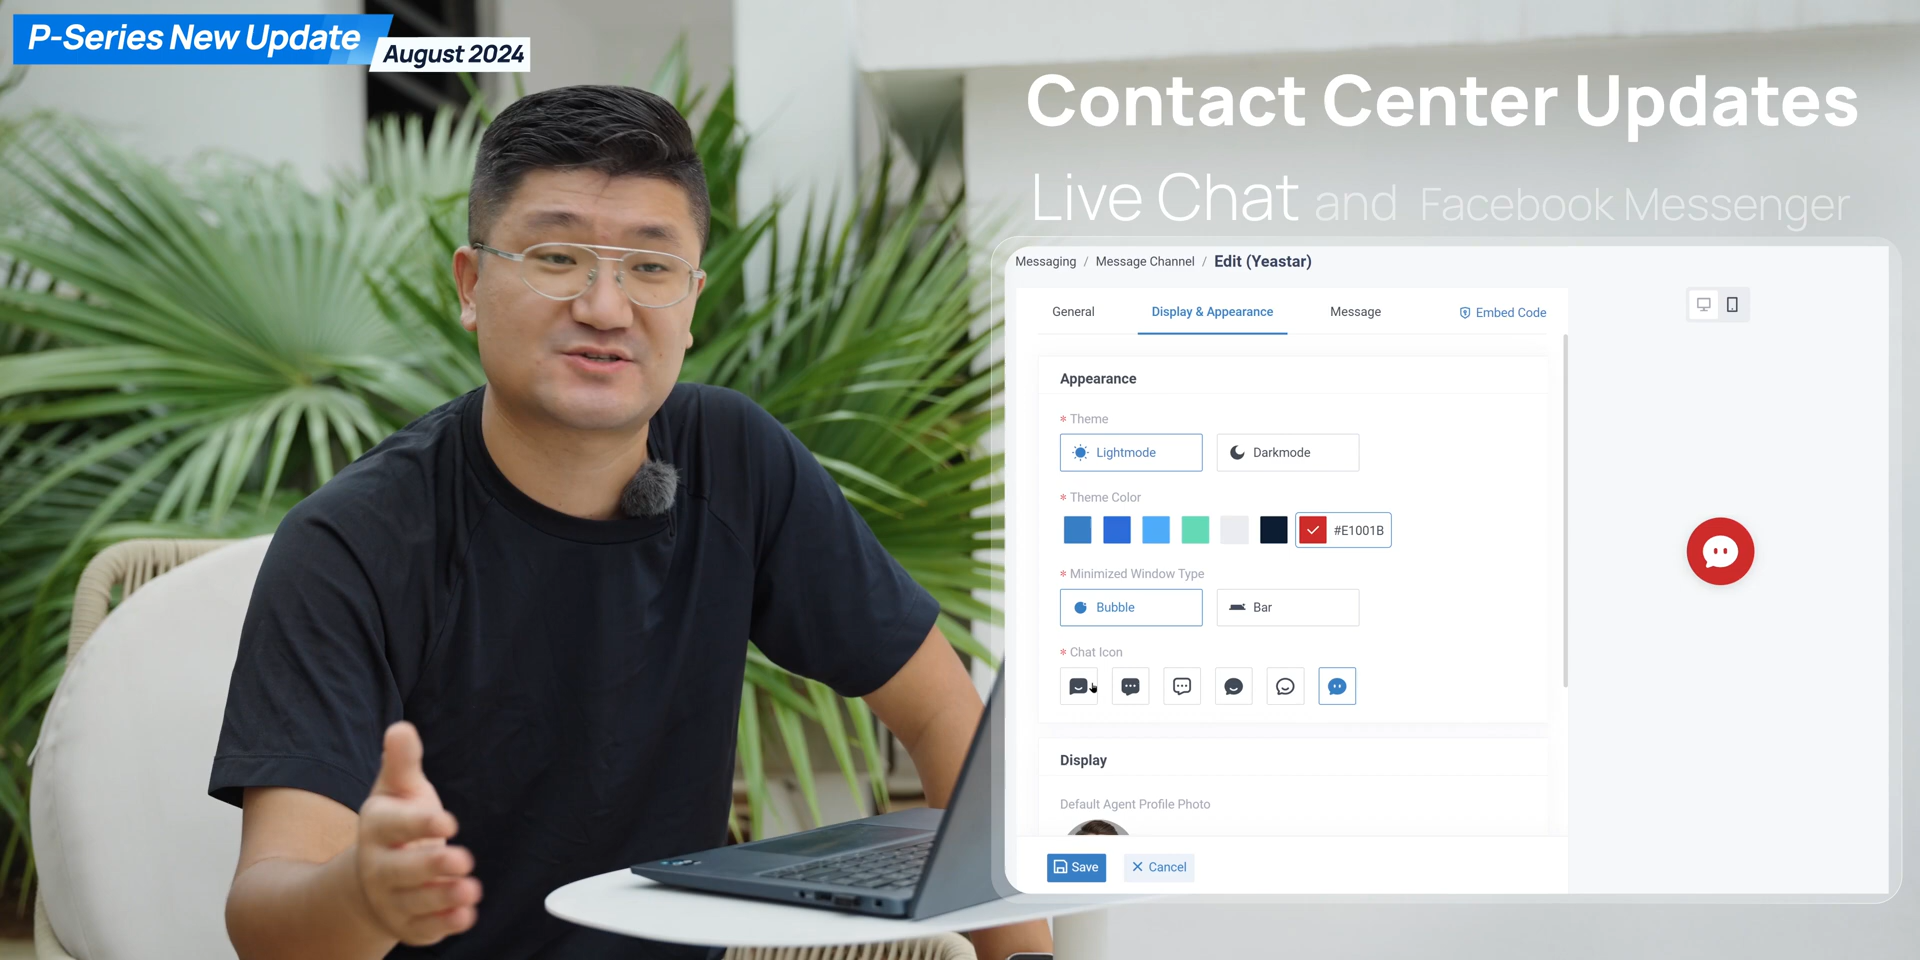 P-Series New Update
August 2024
Contact Center Updates
Live Chat and Facebook Messenger
Messaging / Message Channel / Edit (Yeastar)
General Display & Appearance Message Embed Code
Appearance
* Theme
Lightmode Darkmode
* Theme Color
#E1001B
* Minimized Window Type
Bubble Bar
* Chat Icon
Display
Default Agent Profile Photo
Save Cancel